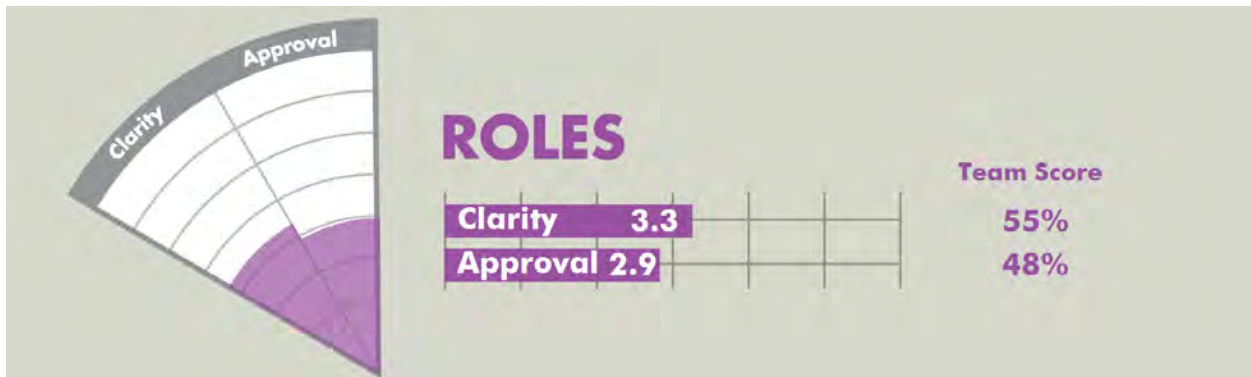 Approval
Clarity
ROLES
Team Score
Clarity 3.3 55%
Approval 2.9 48%